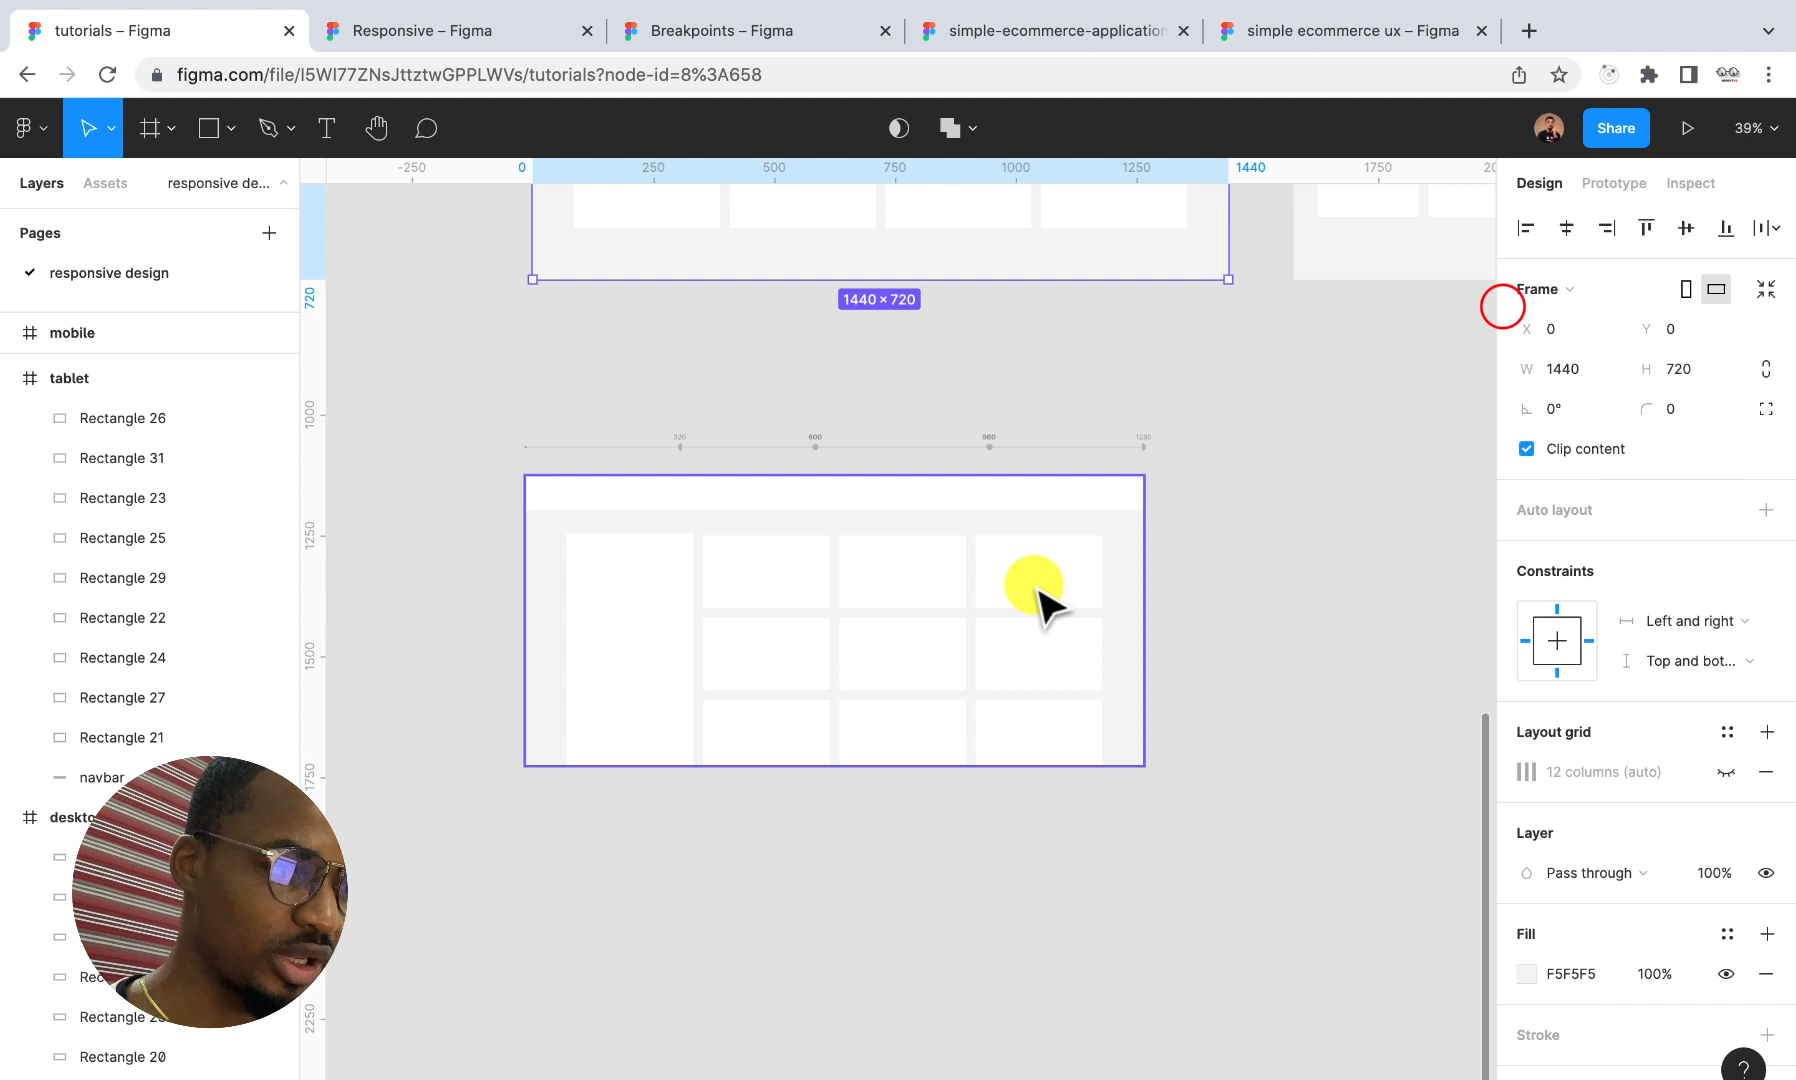 tutorials – Figma
Responsive – Figma
Breakpoints – Figma
simple-ecommerce-application
simple ecommerce ux – Figma
figma.com/file/I5Wl77ZNsJttztwGPPLWVs/tutorials?node-id=8%3A658
Share
39%
Layers
Assets
responsive de...
-250
0
250
500
750
1000
1250
1440
1750
Design
Prototype
Inspect
Pages
responsive design
mobile
tablet
Rectangle 26
Rectangle 31
Rectangle 23
Rectangle 25
Rectangle 29
Rectangle 22
Rectangle 24
Rectangle 27
Rectangle 21
navbar
Rectangle 20
720
1000
1250
1500
1750
2250
1440 × 720
320
600
960
1280
Frame
X 0
Y 0
W 1440
H 720
0°
0
Clip content
Auto layout
Constraints
Left and right
Top and bot...
Layout grid
12 columns (auto)
Layer
Pass through
100%
Fill
F5F5F5
100%
Stroke
?